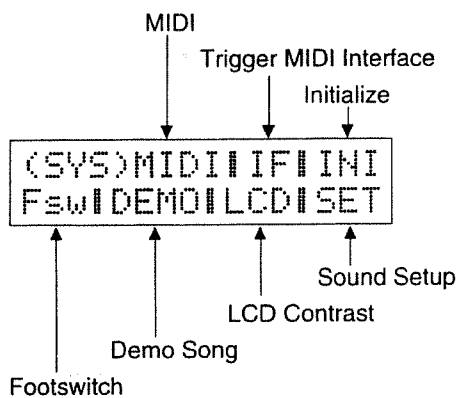 MIDI
Trigger MIDI Interface
Initialize
(SYS)MIDI▮IF▮INI
Fsw▮DEMO▮LCD▮SET
Sound Setup
LCD Contrast
Demo Song
Footswitch